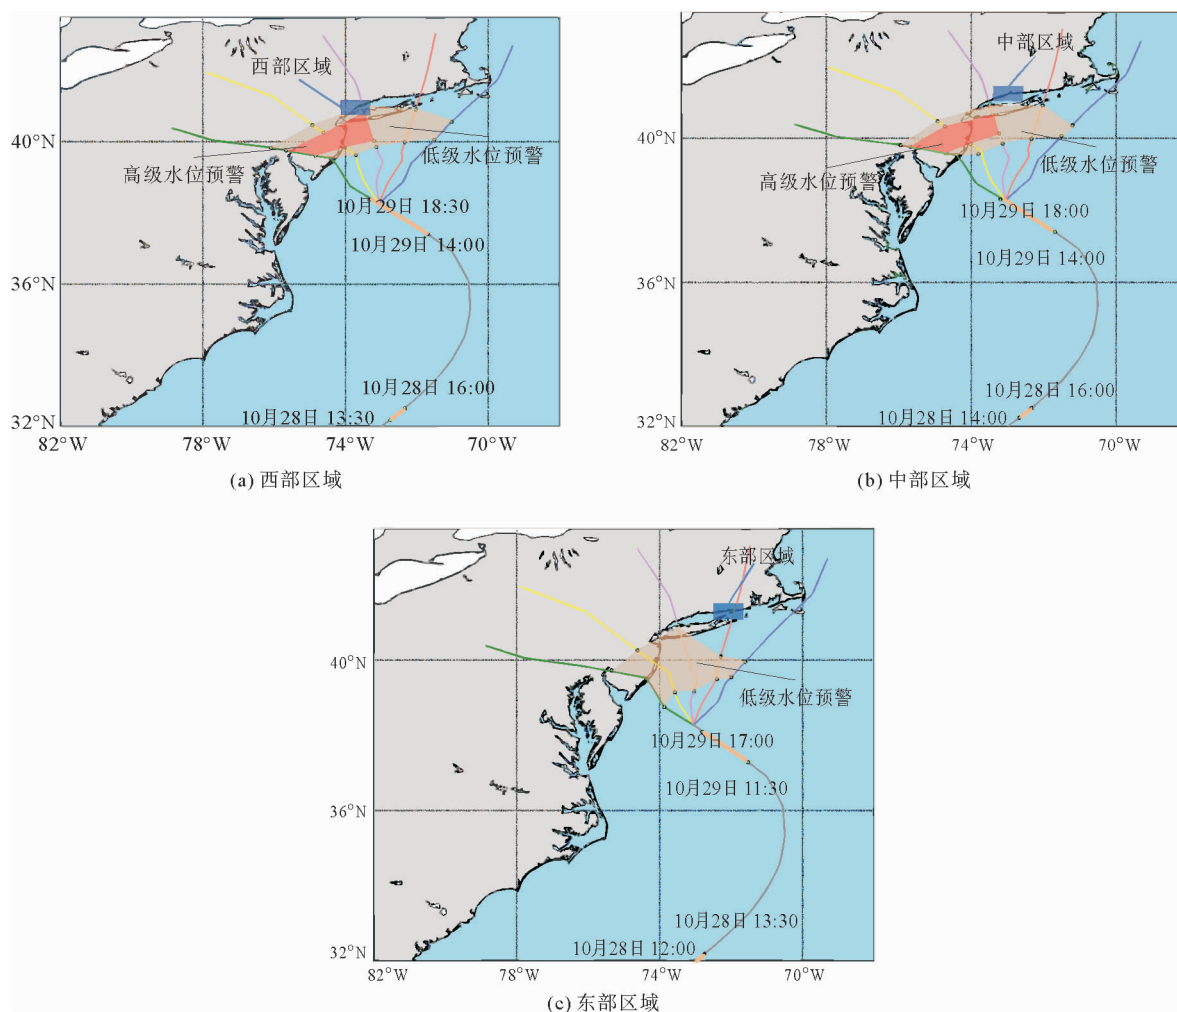 西部区域
40°N
高级水位预警
低级水位预警
10月29日 18:30
10月29日 14:00
36°N
10月28日 16:00
10月28日 13:30
32°N
82°W
78°W
74°W
70°W
(a) 西部区域
中部区域
40°N
低级水位预警
高级水位预警
10月29日 18:00
10月29日 14:00
36°N
10月28日 16:00
10月28日 14:00
32°N
82°W
78°W
74°W
70°W
(b) 中部区域
东部区域
40°N
低级水位预警
10月29日 17:00
10月29日 11:30
36°N
10月28日 13:30
10月28日 12:00
32°N
82°W
78°W
74°W
70°W
(c) 东部区域